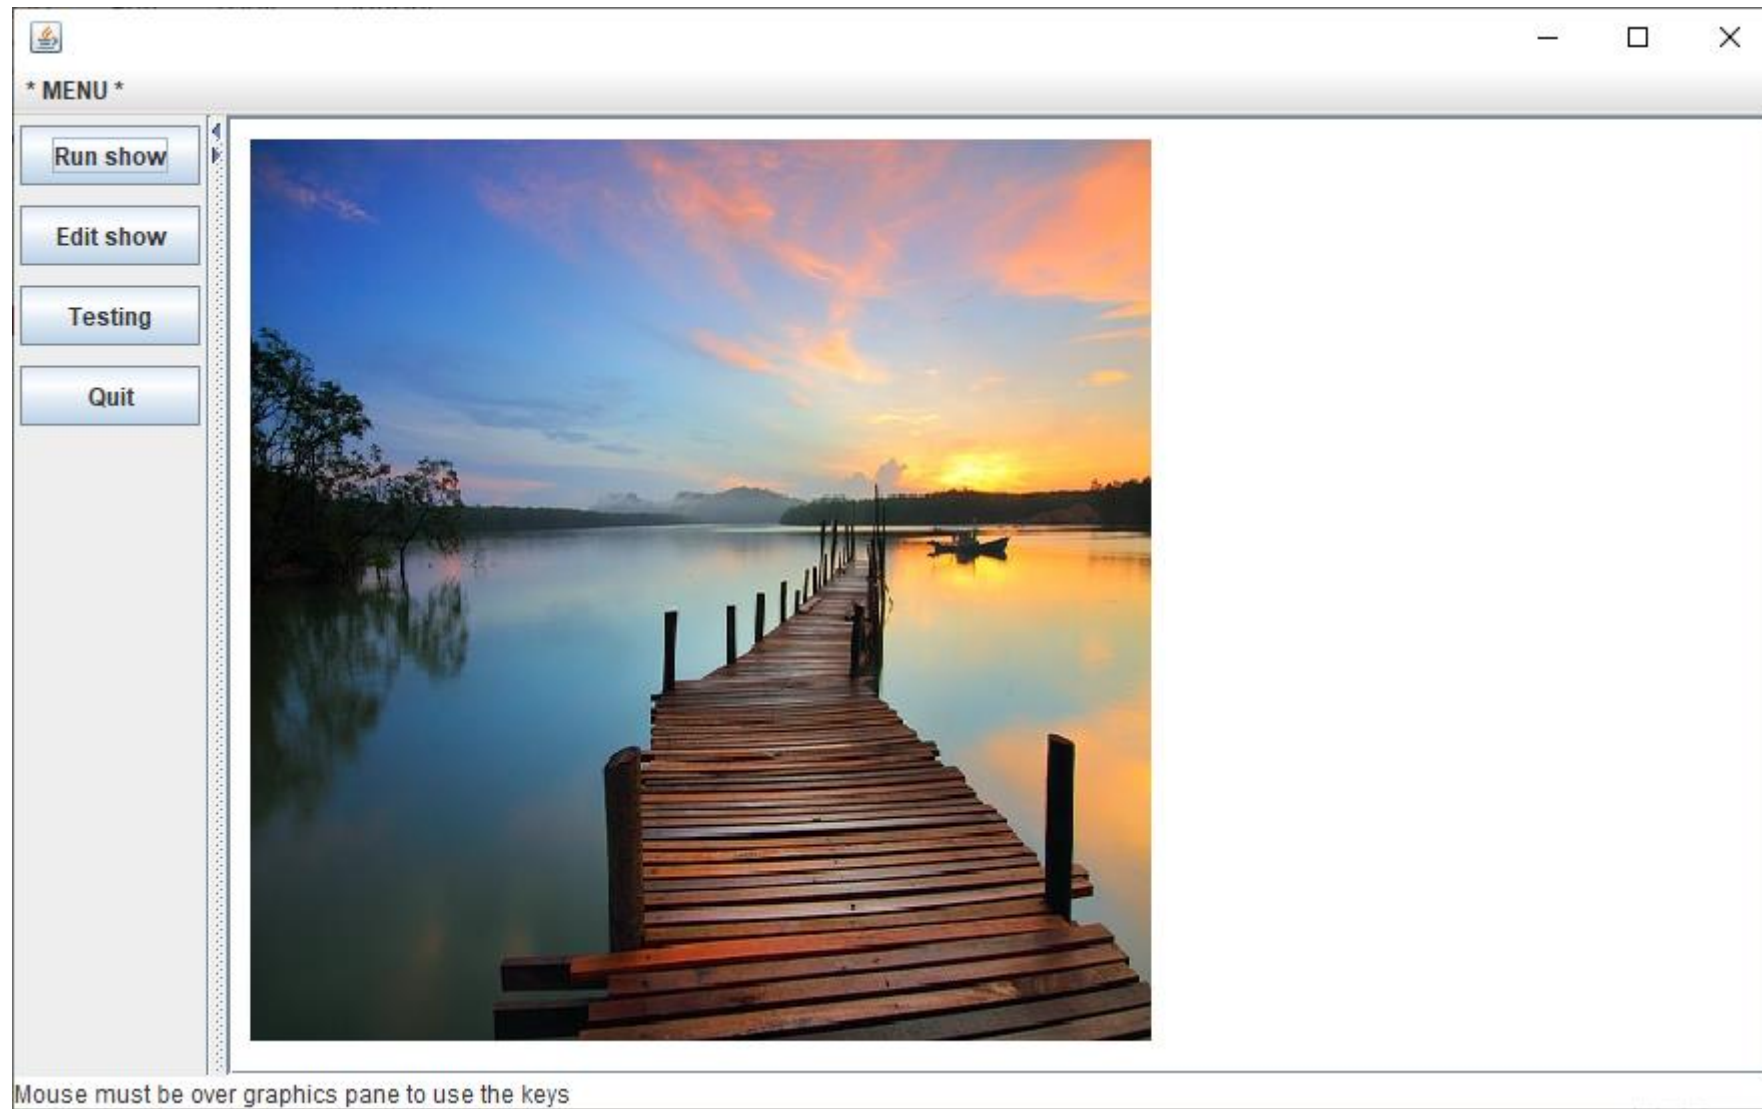 * MENU *
Run show
Edit show
Testing
Quit
Mouse must be over graphics pane to use the keys